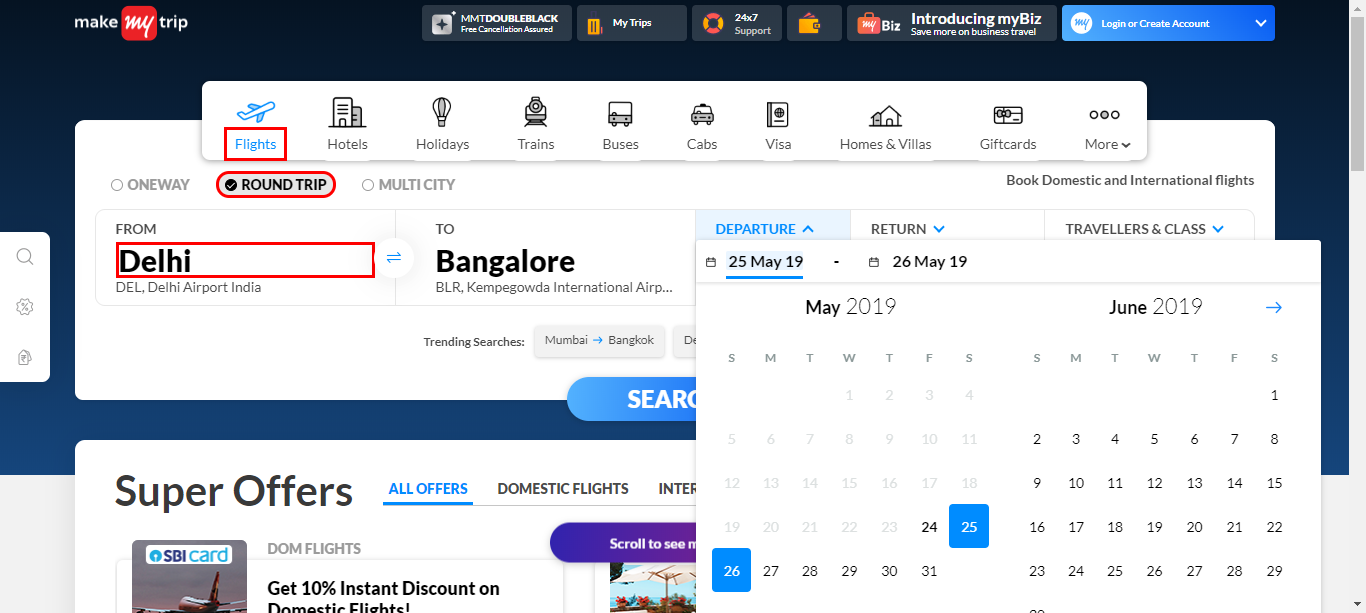 make my trip
MMTDOUBLEBLACK
Free Cancellation Assured
My Trips
24x7
Support
my Biz
Introducing myBiz
Save more on business travel
my
Login or Create Account
Flights
Hotels
Holidays
Trains
Buses
Cabs
Visa
Homes & Villas
Giftcards
More
ONEWAY
ROUND TRIP
MULTI CITY
Book Domestic and International flights
FROM
Delhi
DEL, Delhi Airport India
TO
Bangalore
BLR, Kempegowda International Airp...
DEPARTURE
RETURN
TRAVELLERS & CLASS
25 May 19 - 26 May 19
Trending Searches:
Mumbai → Bangkok
De
SEARC
May 2019
S M T W T F S
1 2 3 4
5 6 7 8 9 10 11
12 13 14 15 16 17 18
19 20 21 22 23 24 25
26 27 28 29 30 31
June 2019
S M T W T F S
1
2 3 4 5 6 7 8
9 10 11 12 13 14 15
16 17 18 19 20 21 22
23 24 25 26 27 28 29
Super Offers
ALL OFFERS
DOMESTIC FLIGHTS
INTER
Scroll to see m
SBI card
DOM FLIGHTS
Get 10% Instant Discount on
Domestic Flights!